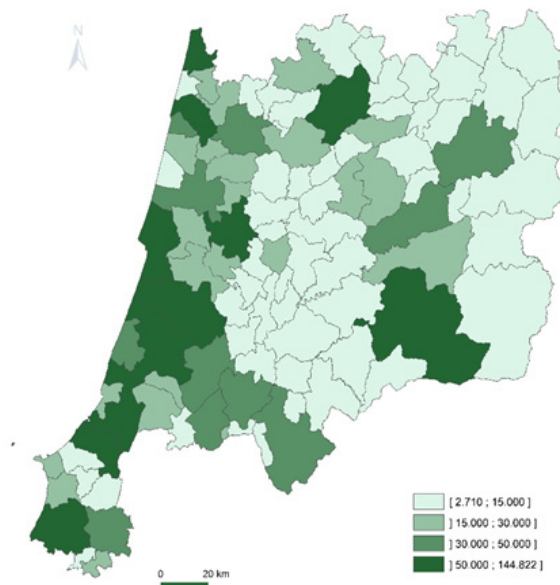 N
[ 2.710 ; 15.000 ]
] 15.000 ; 30.000 ]
] 30.000 ; 50.000 ]
] 50.000 ; 144.822 ]
0 20 km